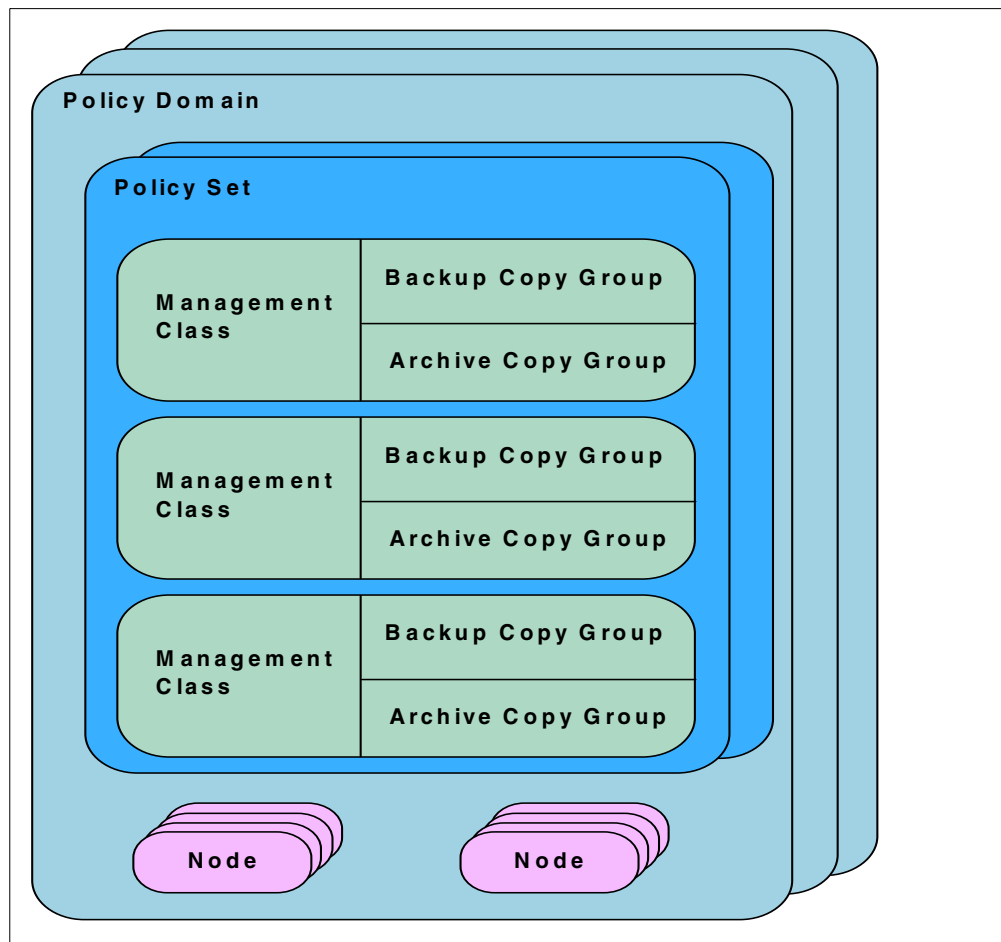 Policy Domain
Policy Set
Management
Class
Backup Copy Group
Archive Copy Group
Management
Class
Backup Copy Group
Archive Copy Group
Management
Class
Backup Copy Group
Archive Copy Group
Node
Node